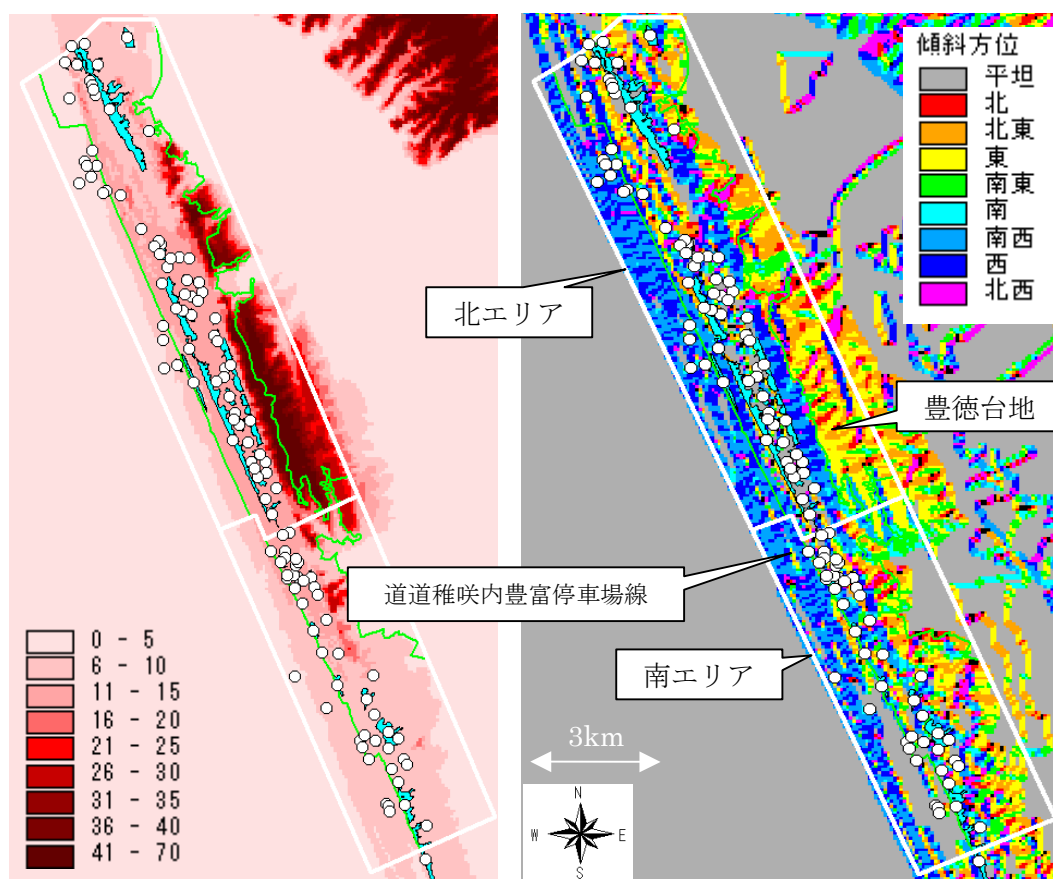 傾斜方位
平坦
北
北東
東
南東
南
南西
西
北西
北エリア
豊徳台地
道道稚咲内豊富停車場線
南エリア
3km
N
W E
S
0 - 5
6 - 10
11 - 15
16 - 20
21 - 25
26 - 30
31 - 35
36 - 40
41 - 70